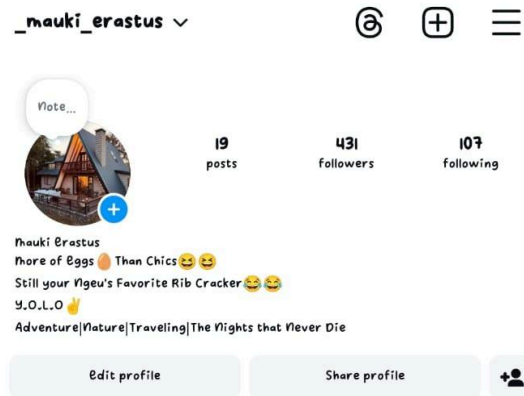 _mauki_erastus
Note...
19 431 107
posts followers following
Mauki Erastus
More of Eggs🥚Than Chics😆😆
Still your Ngeu's Favorite Rib Cracker😂😂
Y.O.L.O ✌️
Adventure|Nature|Traveling|The Nights that Never Die
Edit profile Share profile